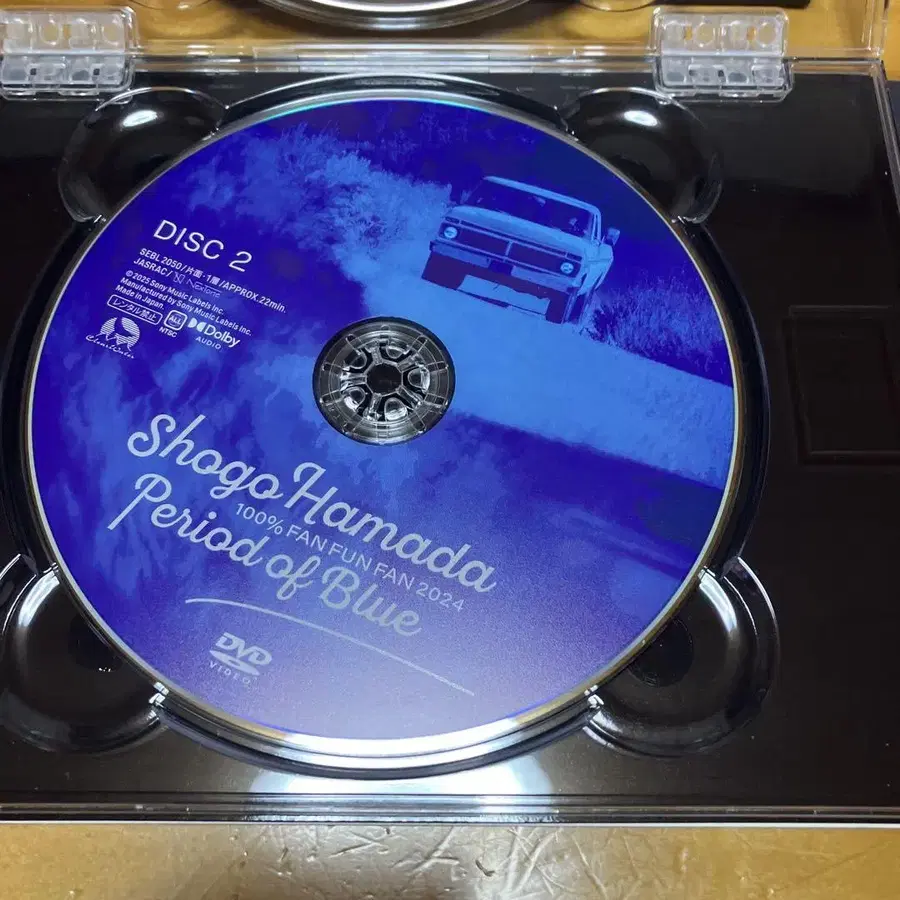 DISC 2
SEBL 2050/片面・1層/APPROX.22min.
JASRAC/ NexTone
©2025 Sony Music Labels Inc.
Manufactured by Sony Music Labels Inc.
Made in Japan.
レンタル禁止 ALL NTSC Dolby AUDIO
ClearWater
Shogo Hamada
100% FAN FUN FAN 2024
Period of Blue
DVD
VIDEO